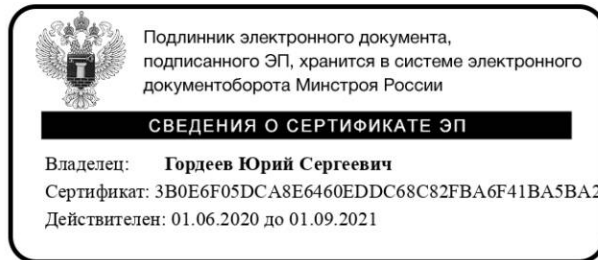 Подлинник электронного документа,
подписанного ЭП, хранится в системе электронного
документооборота Минстроя России
СВЕДЕНИЯ О СЕРТИФИКАТЕ ЭП
Владелец: Гордеев Юрий Сергеевич
Сертификат: 3B0E6F05DCA8E6460EDDC68C82FBA6F41BA5BA2
Действителен: 01.06.2020 до 01.09.2021